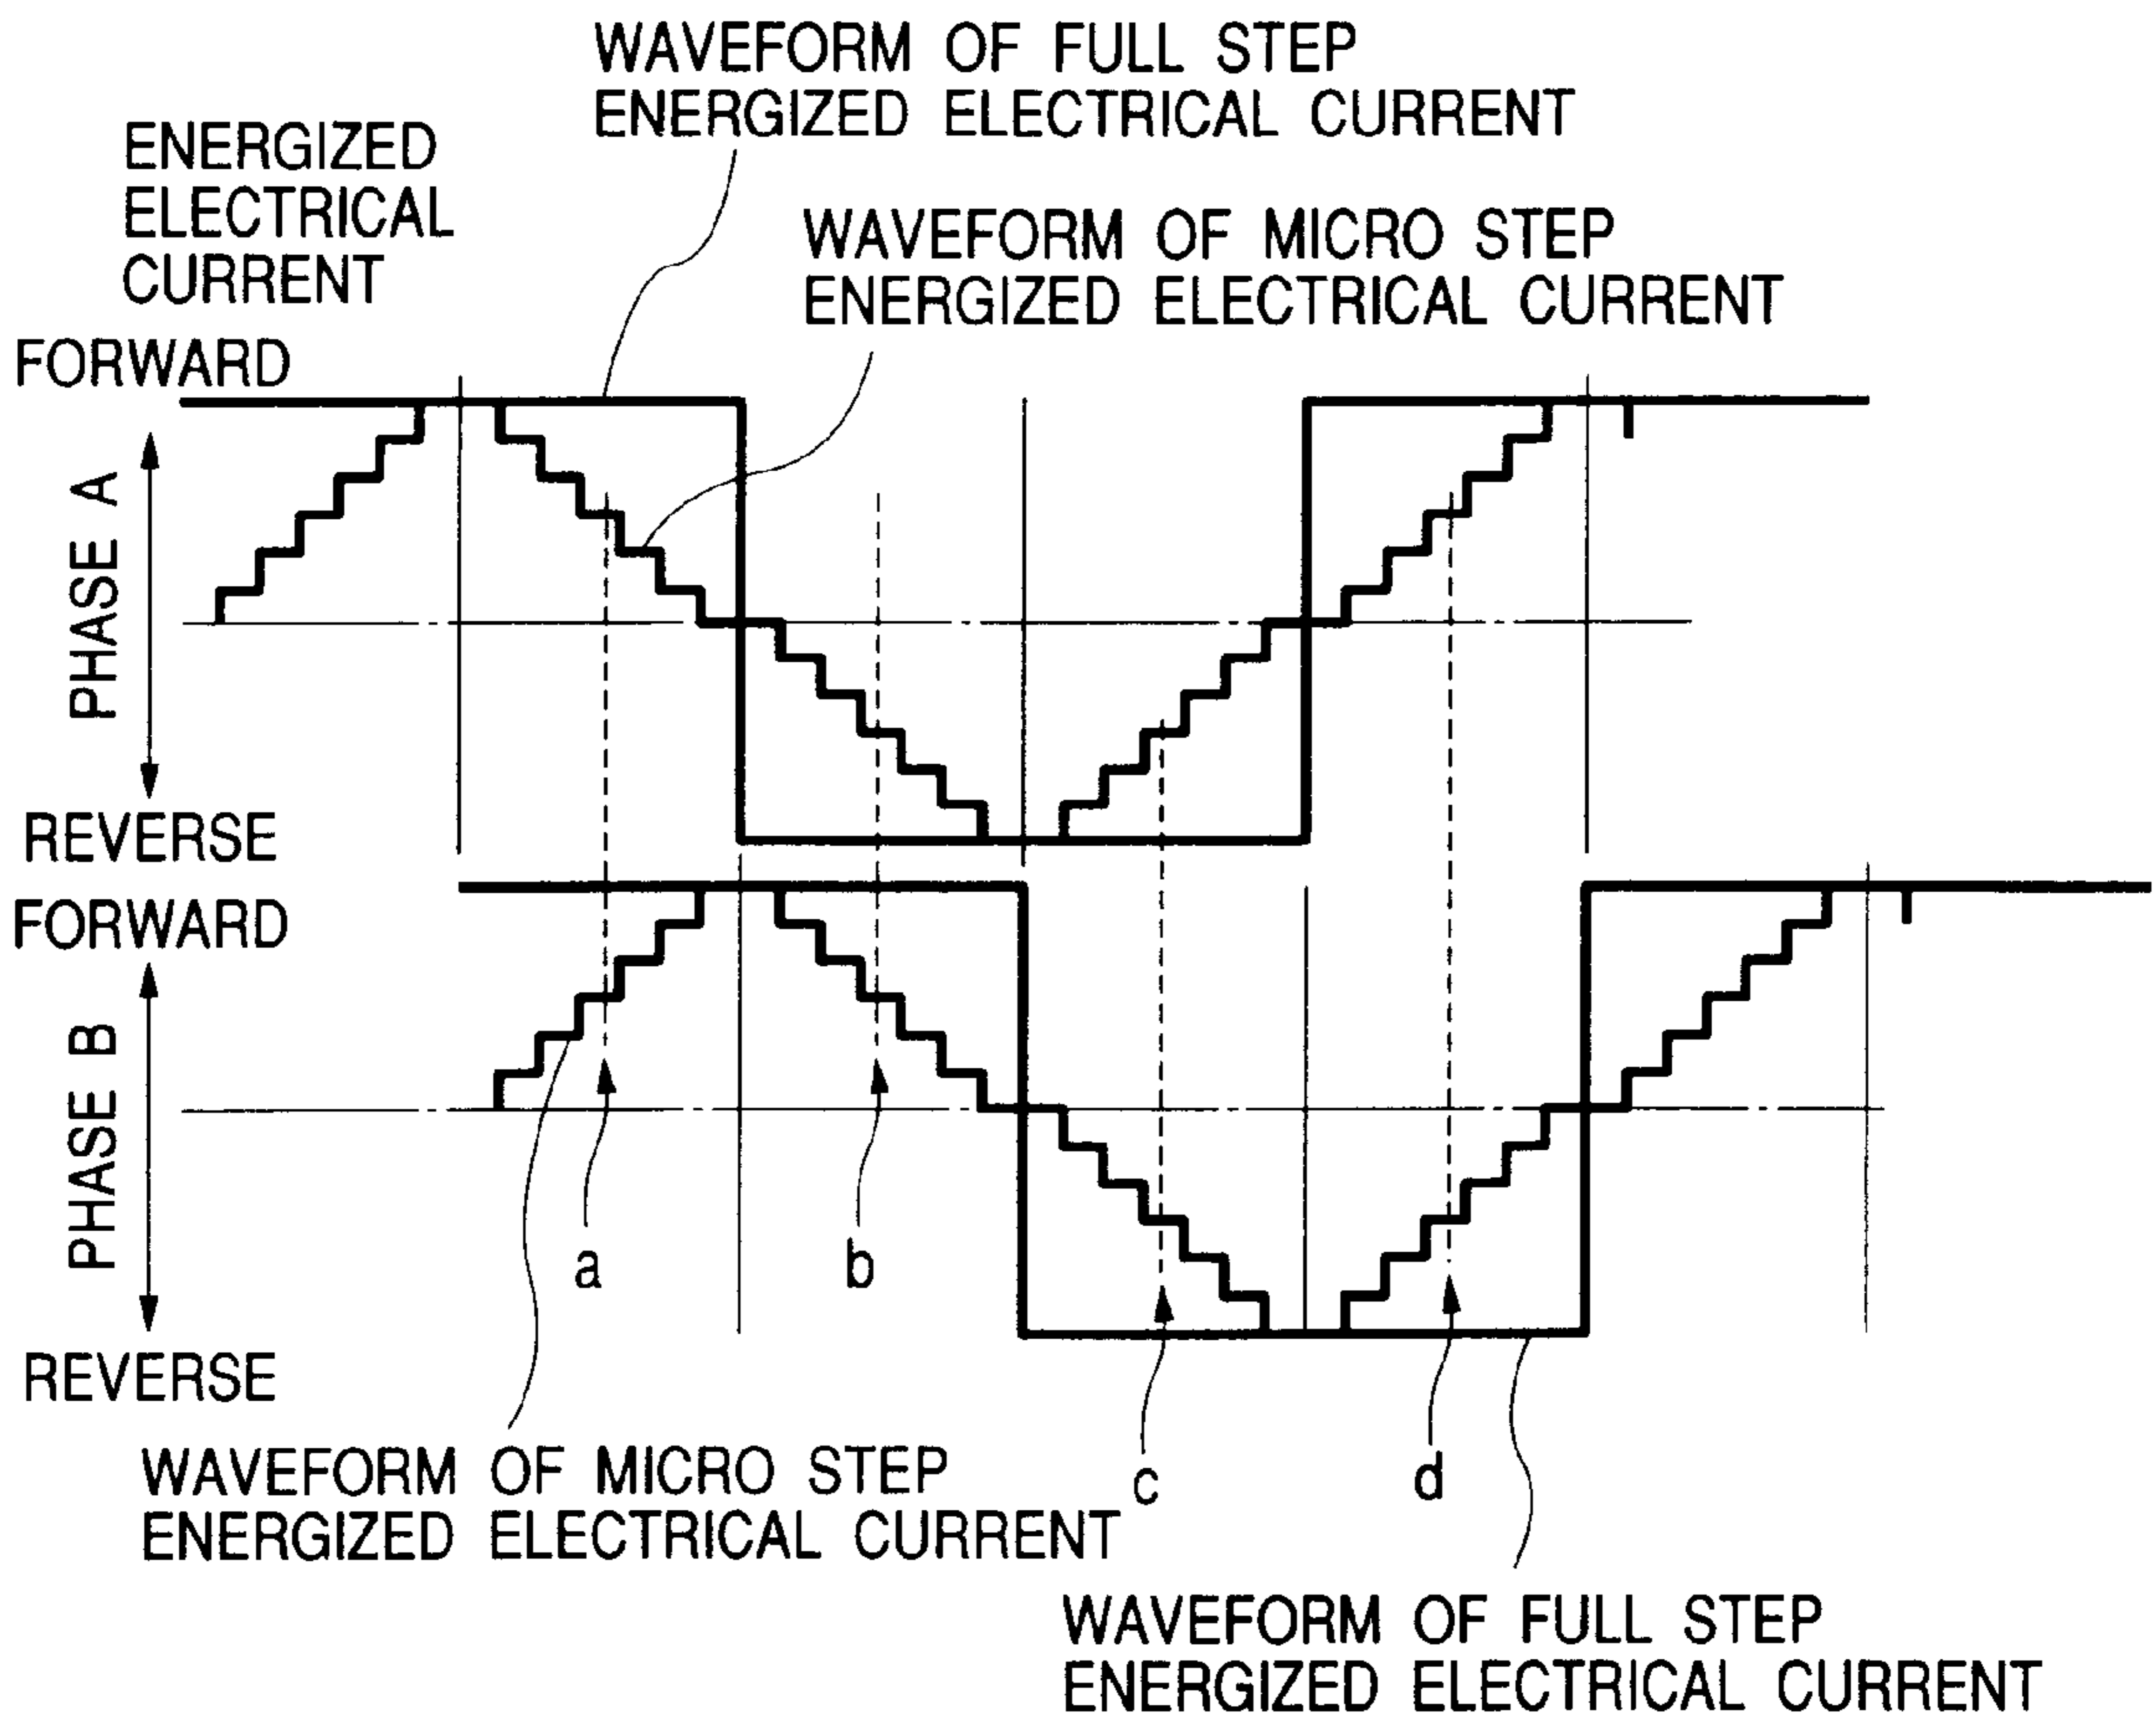 WAVEFORM OF FULL STEP
ENERGIZED ELECTRICAL CURRENT
ENERGIZED
ELECTRICAL
CURRENT
WAVEFORM OF MICRO STEP
ENERGIZED ELECTRICAL CURRENT
FORWARD
PHASE A
REVERSE
FORWARD
PHASE B
REVERSE
a
b
c
d
WAVEFORM OF MICRO STEP
ENERGIZED ELECTRICAL CURRENT
WAVEFORM OF FULL STEP
ENERGIZED ELECTRICAL CURRENT